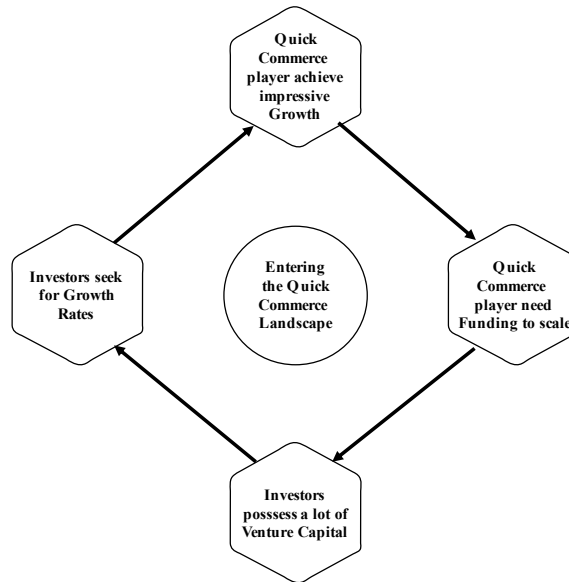 Quick
Commerce
player achieve
impressive
Growth
Investors seek
for Growth
Rates
Entering
the Quick
Commerce
Landscape
Quick
Commerce
player need
Funding to scale
Investors
posssess a lot of
Venture Capital